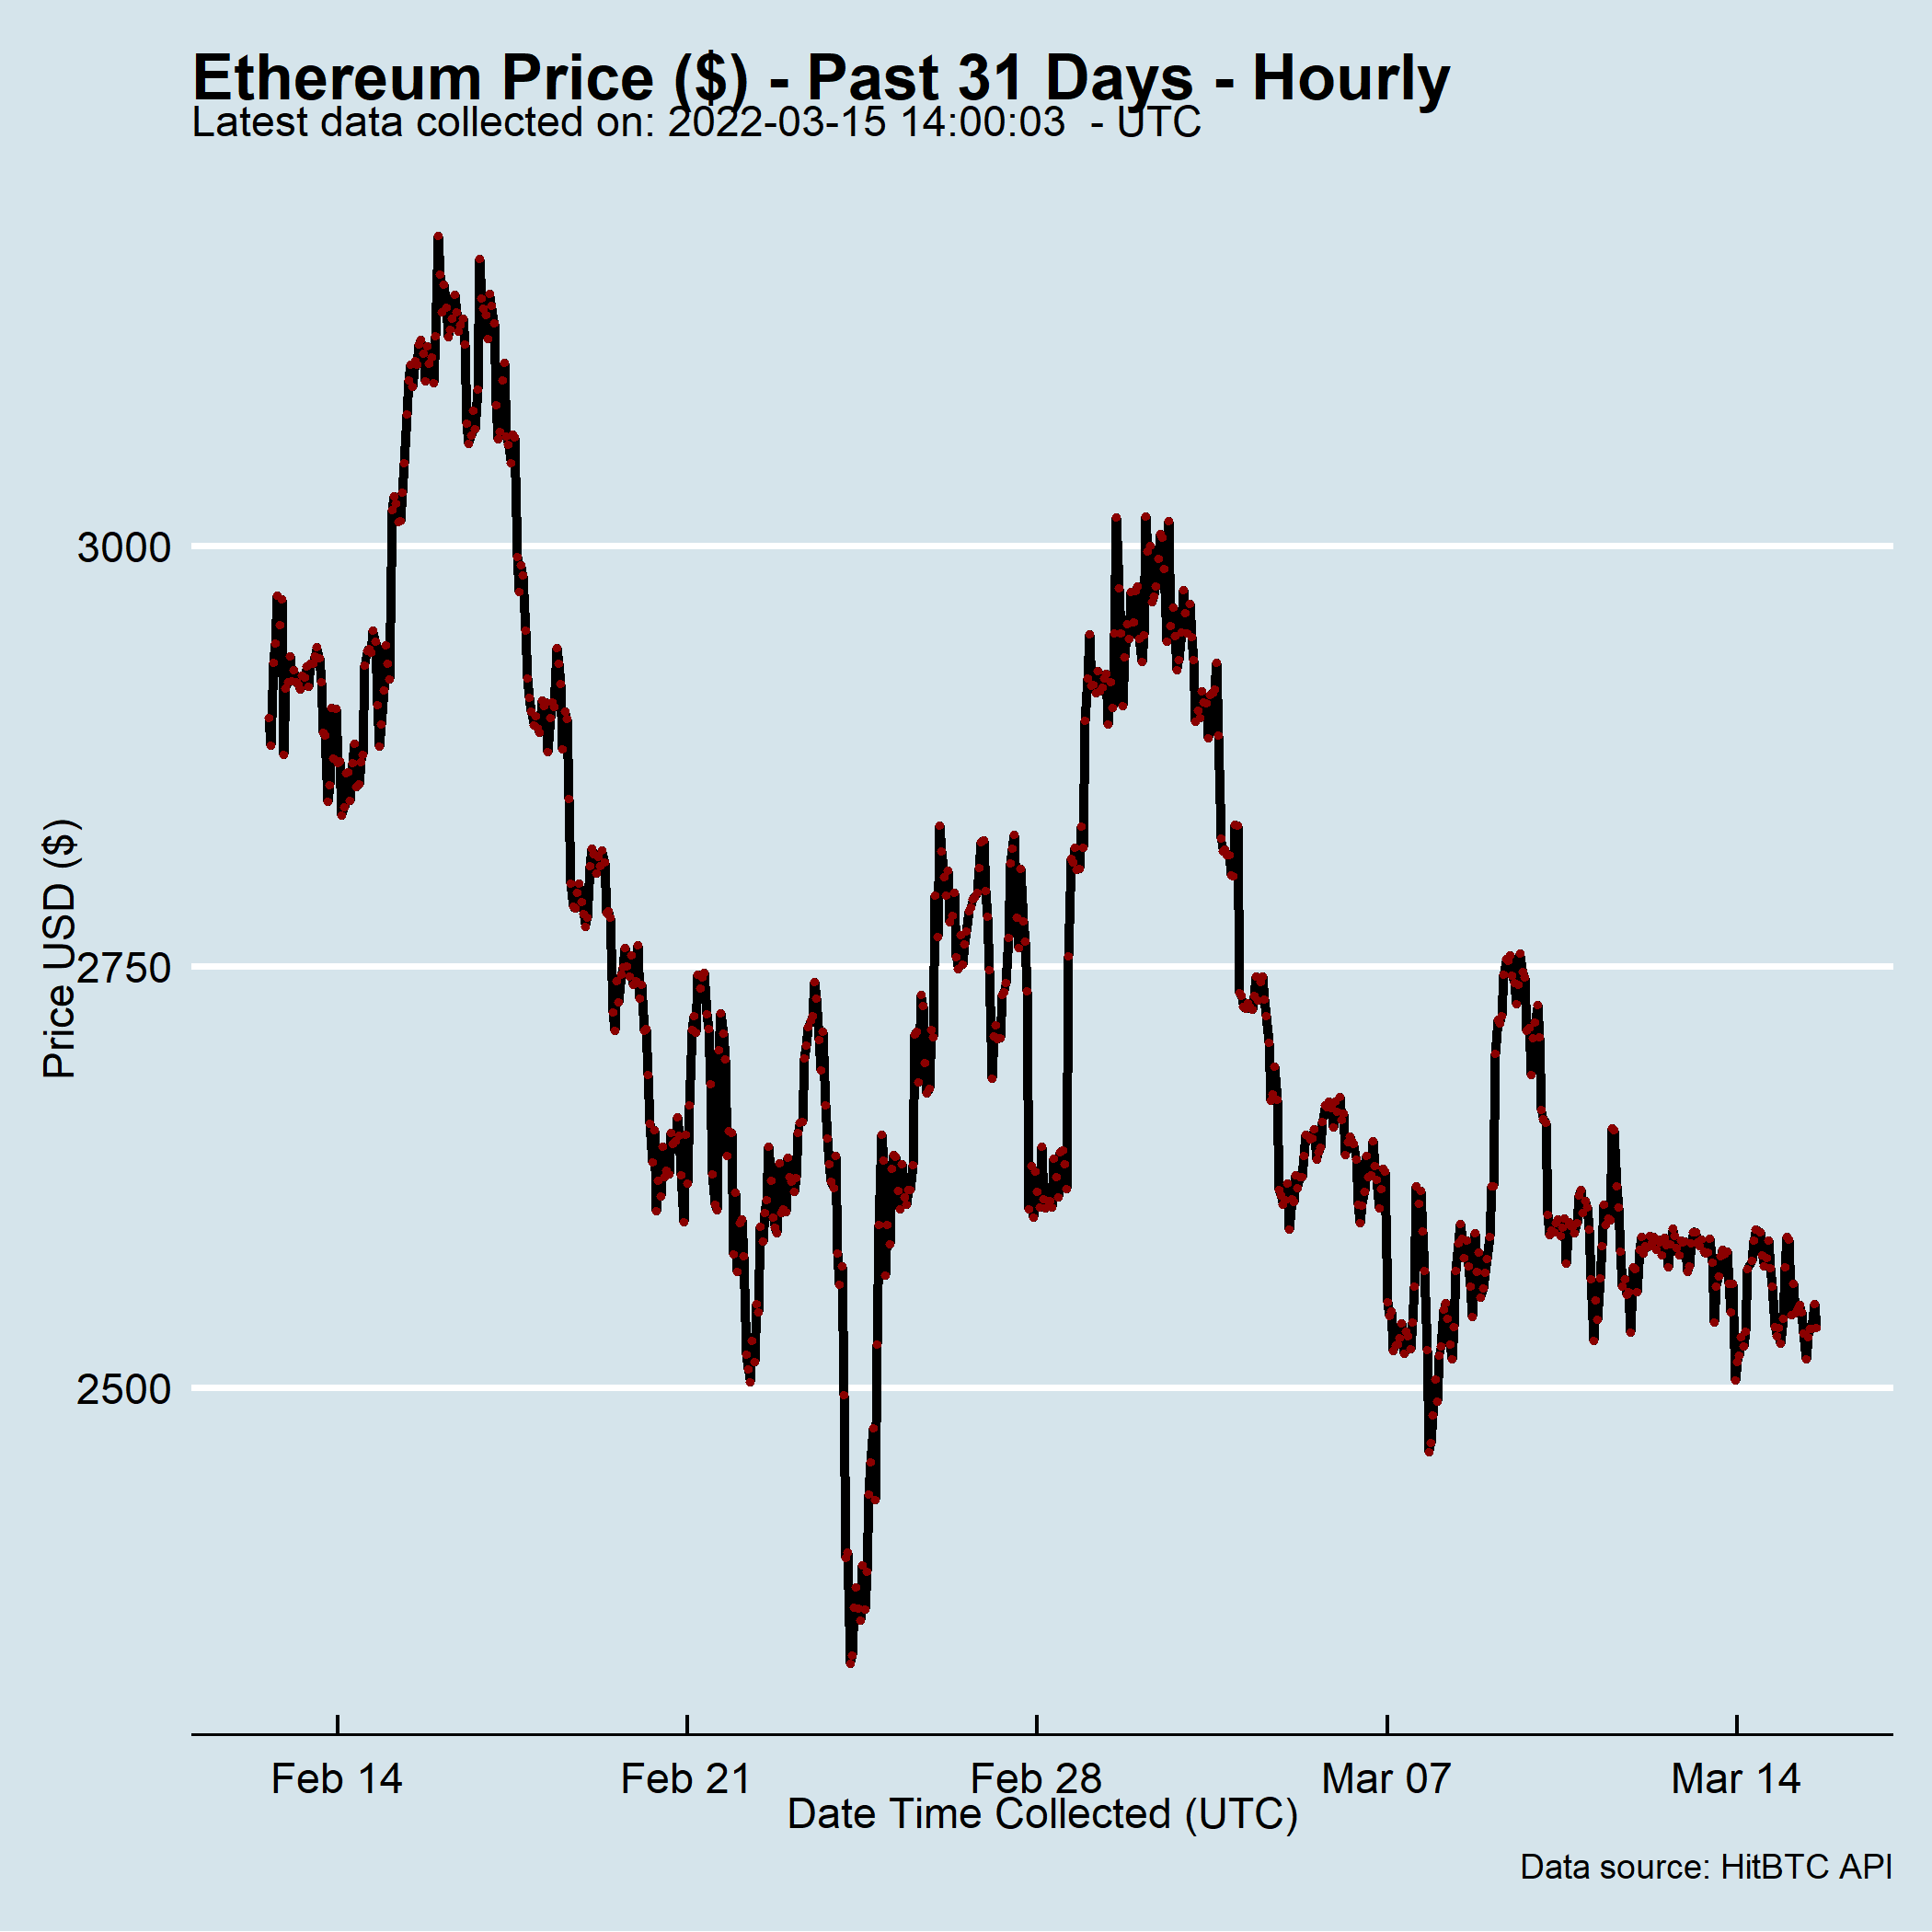 Ethereum Price ($) - Past 31 Days - Hourly
Latest data collected on: 2022-03-15 14:00:03  - UTC
Price USD ($)
3000
2750
2500
Feb 14
Feb 21
Feb 28
Mar 07
Mar 14
Date Time Collected (UTC)
Data source: HitBTC API